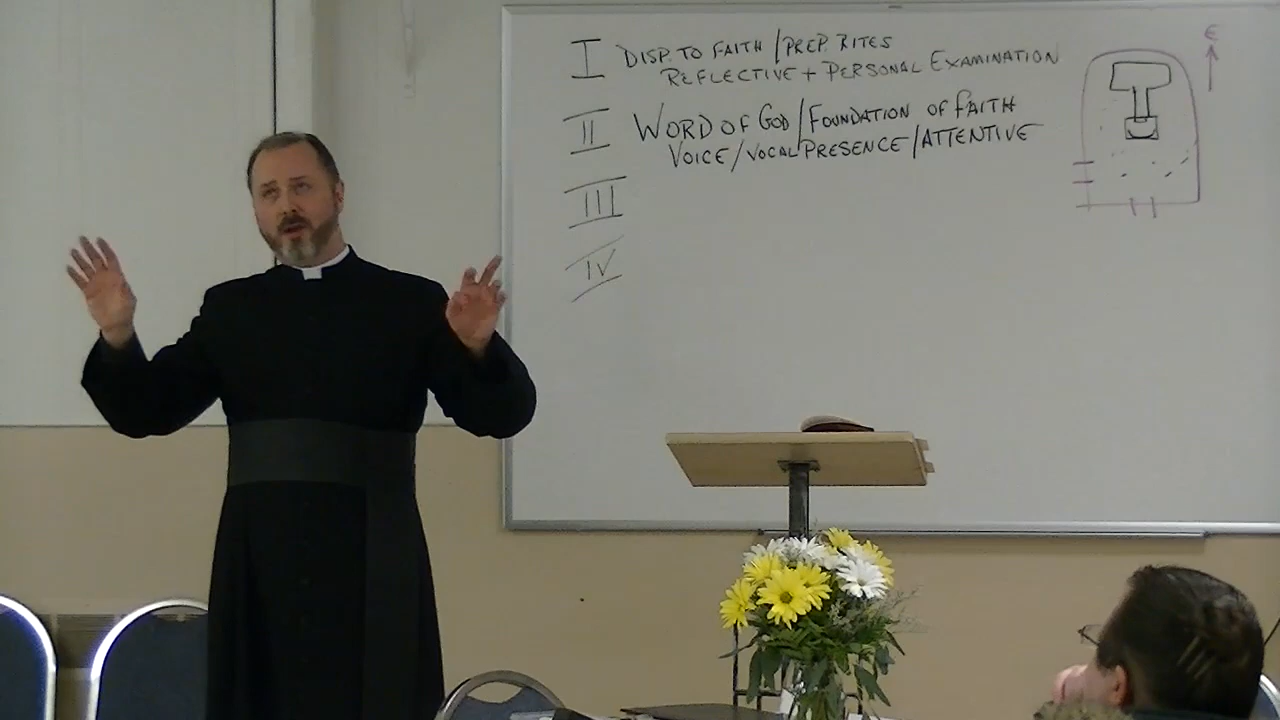 I DISP. TO FAITH / PREP. RITES
REFLECTIVE + PERSONAL EXAMINATION
II WORD OF GOD / FOUNDATION OF FAITH
VOICE / VOCAL PRESENCE / ATTENTIVE
III
IV
E